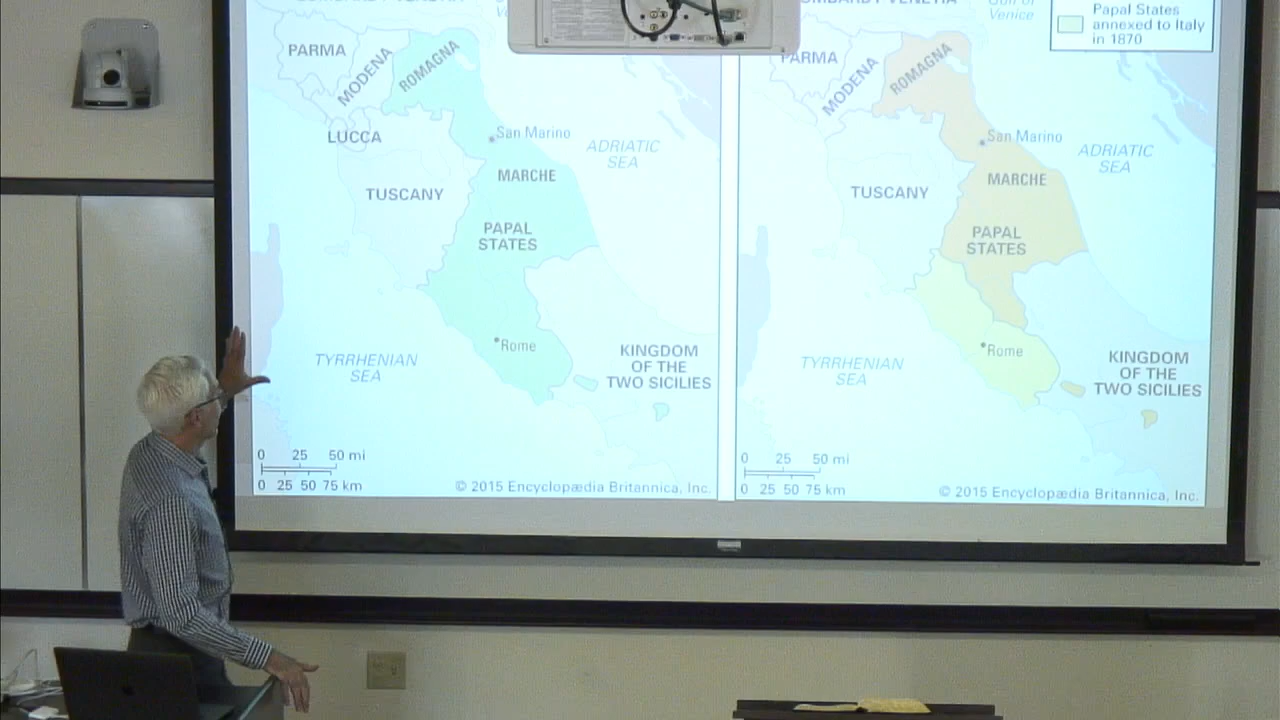 PARMA
MODENA
ROMAGNA
LUCCA
San Marino
ADRIATIC
SEA
TUSCANY
MARCHE
PAPAL
STATES
Rome
TYRRHENIAN
SEA
KINGDOM
OF THE
TWO SICILIES
0 25 50 mi
0 25 50 75 km
© 2015 Encyclopædia Britannica, Inc.
Venice
Papal States
annexed to Italy
in 1870
PARMA
MODENA
ROMAGNA
San Marino
ADRIATIC
SEA
TUSCANY
MARCHE
PAPAL
STATES
Rome
TYRRHENIAN
SEA
KINGDOM
OF THE
TWO SICILIES
0 25 50 mi
0 25 50 75 km
© 2015 Encyclopædia Britannica, Inc.